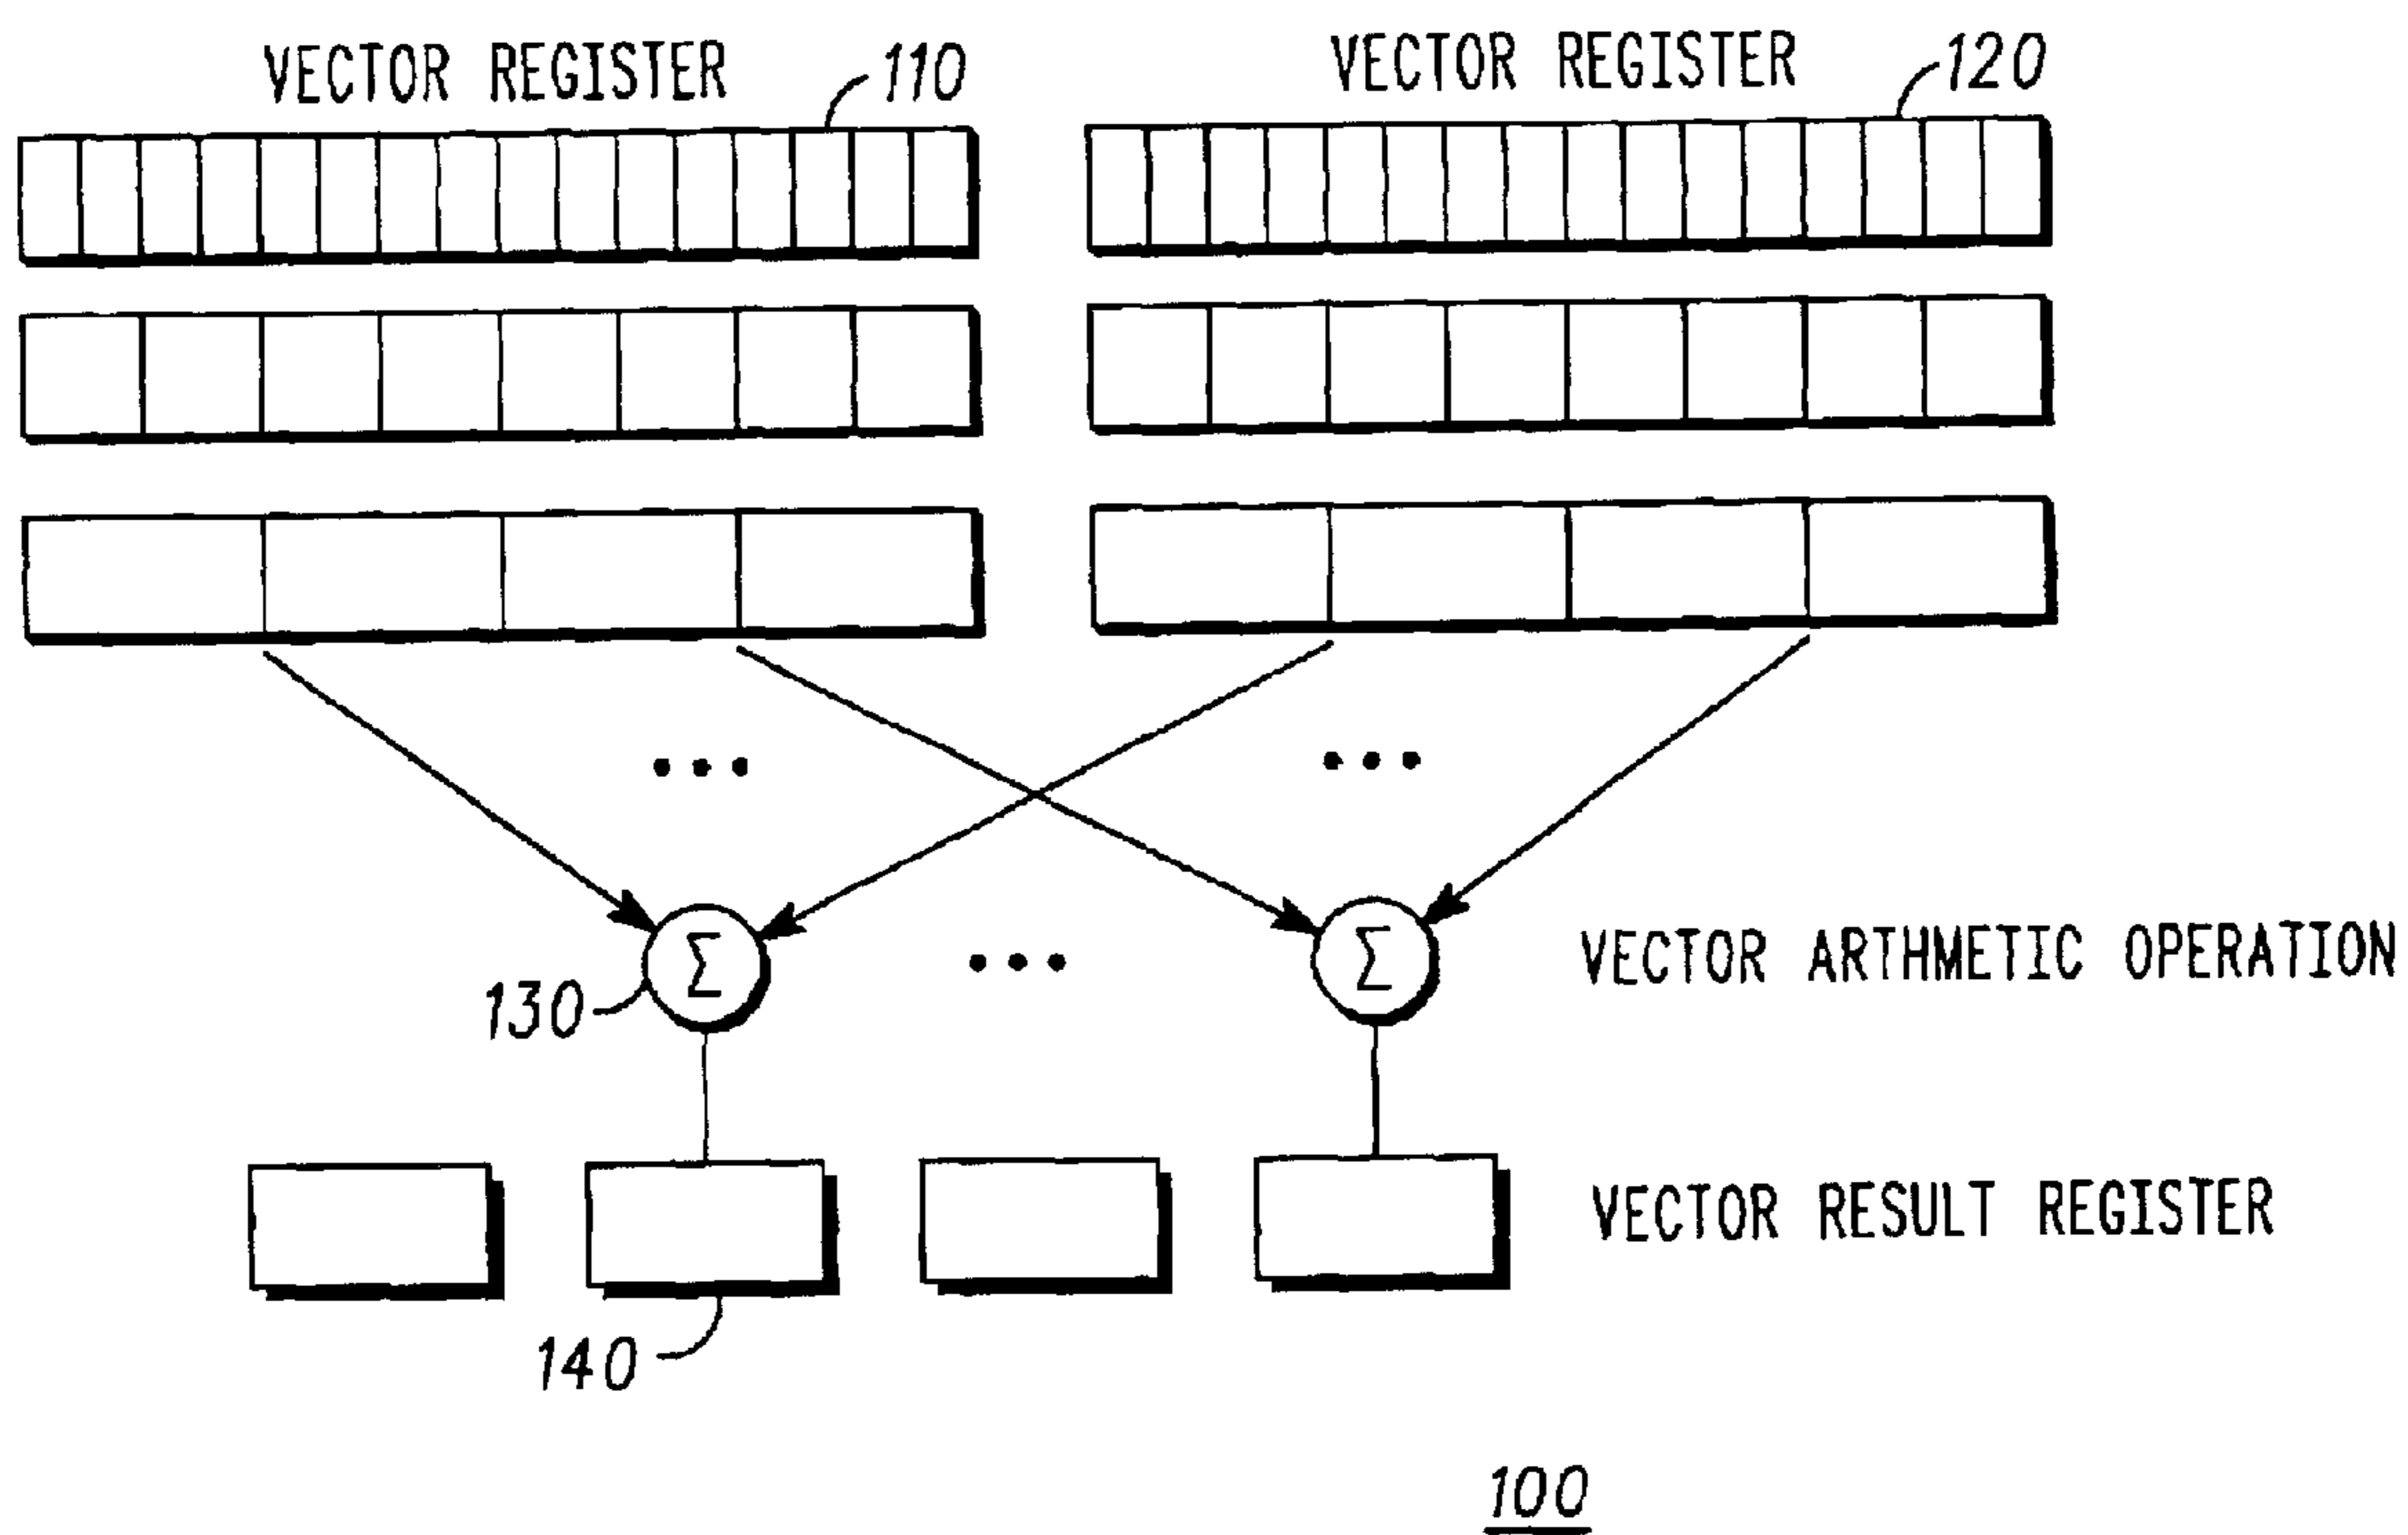 VECTOR REGISTER 110
VECTOR REGISTER 120
130
Σ
...
Σ
VECTOR ARTHMETIC OPERATION
VECTOR RESULT REGISTER
140
100